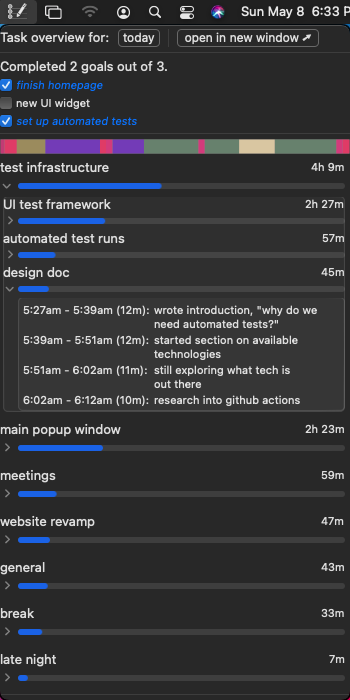 Sun May 8 6:33 P
Task overview for: today open in new window ➚
Completed 2 goals out of 3.
finish homepage
new UI widget
set up automated tests
test infrastructure 4h 9m
UI test framework 2h 27m
automated test runs 57m
design doc 45m
5:27am - 5:39am (12m): wrote introduction, "why do we
need automated tests?"
5:39am - 5:51am (12m): started section on available
technologies
5:51am - 6:02am (11m): still exploring what tech is
out there
6:02am - 6:12am (10m): research into github actions
main popup window 2h 23m
meetings 59m
website revamp 47m
general 43m
break 33m
late night 7m